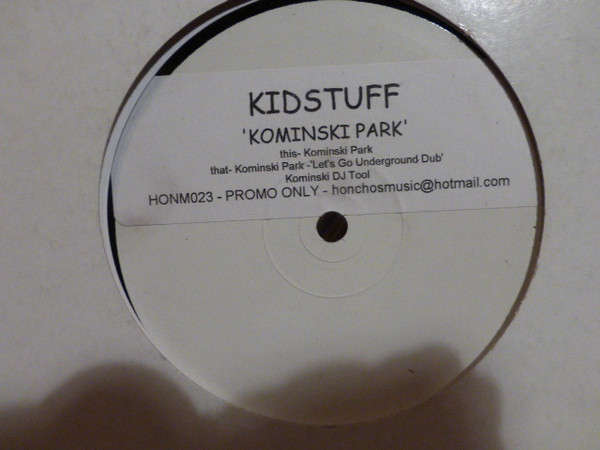 KIDSTUFF
'KOMINSKI PARK'
this- Kominski Park
that- Kominski Park -'Let's Go Underground Dub'
Kominski DJ Tool
HONM023 - PROMO ONLY - honchosmusic@hotmail.com